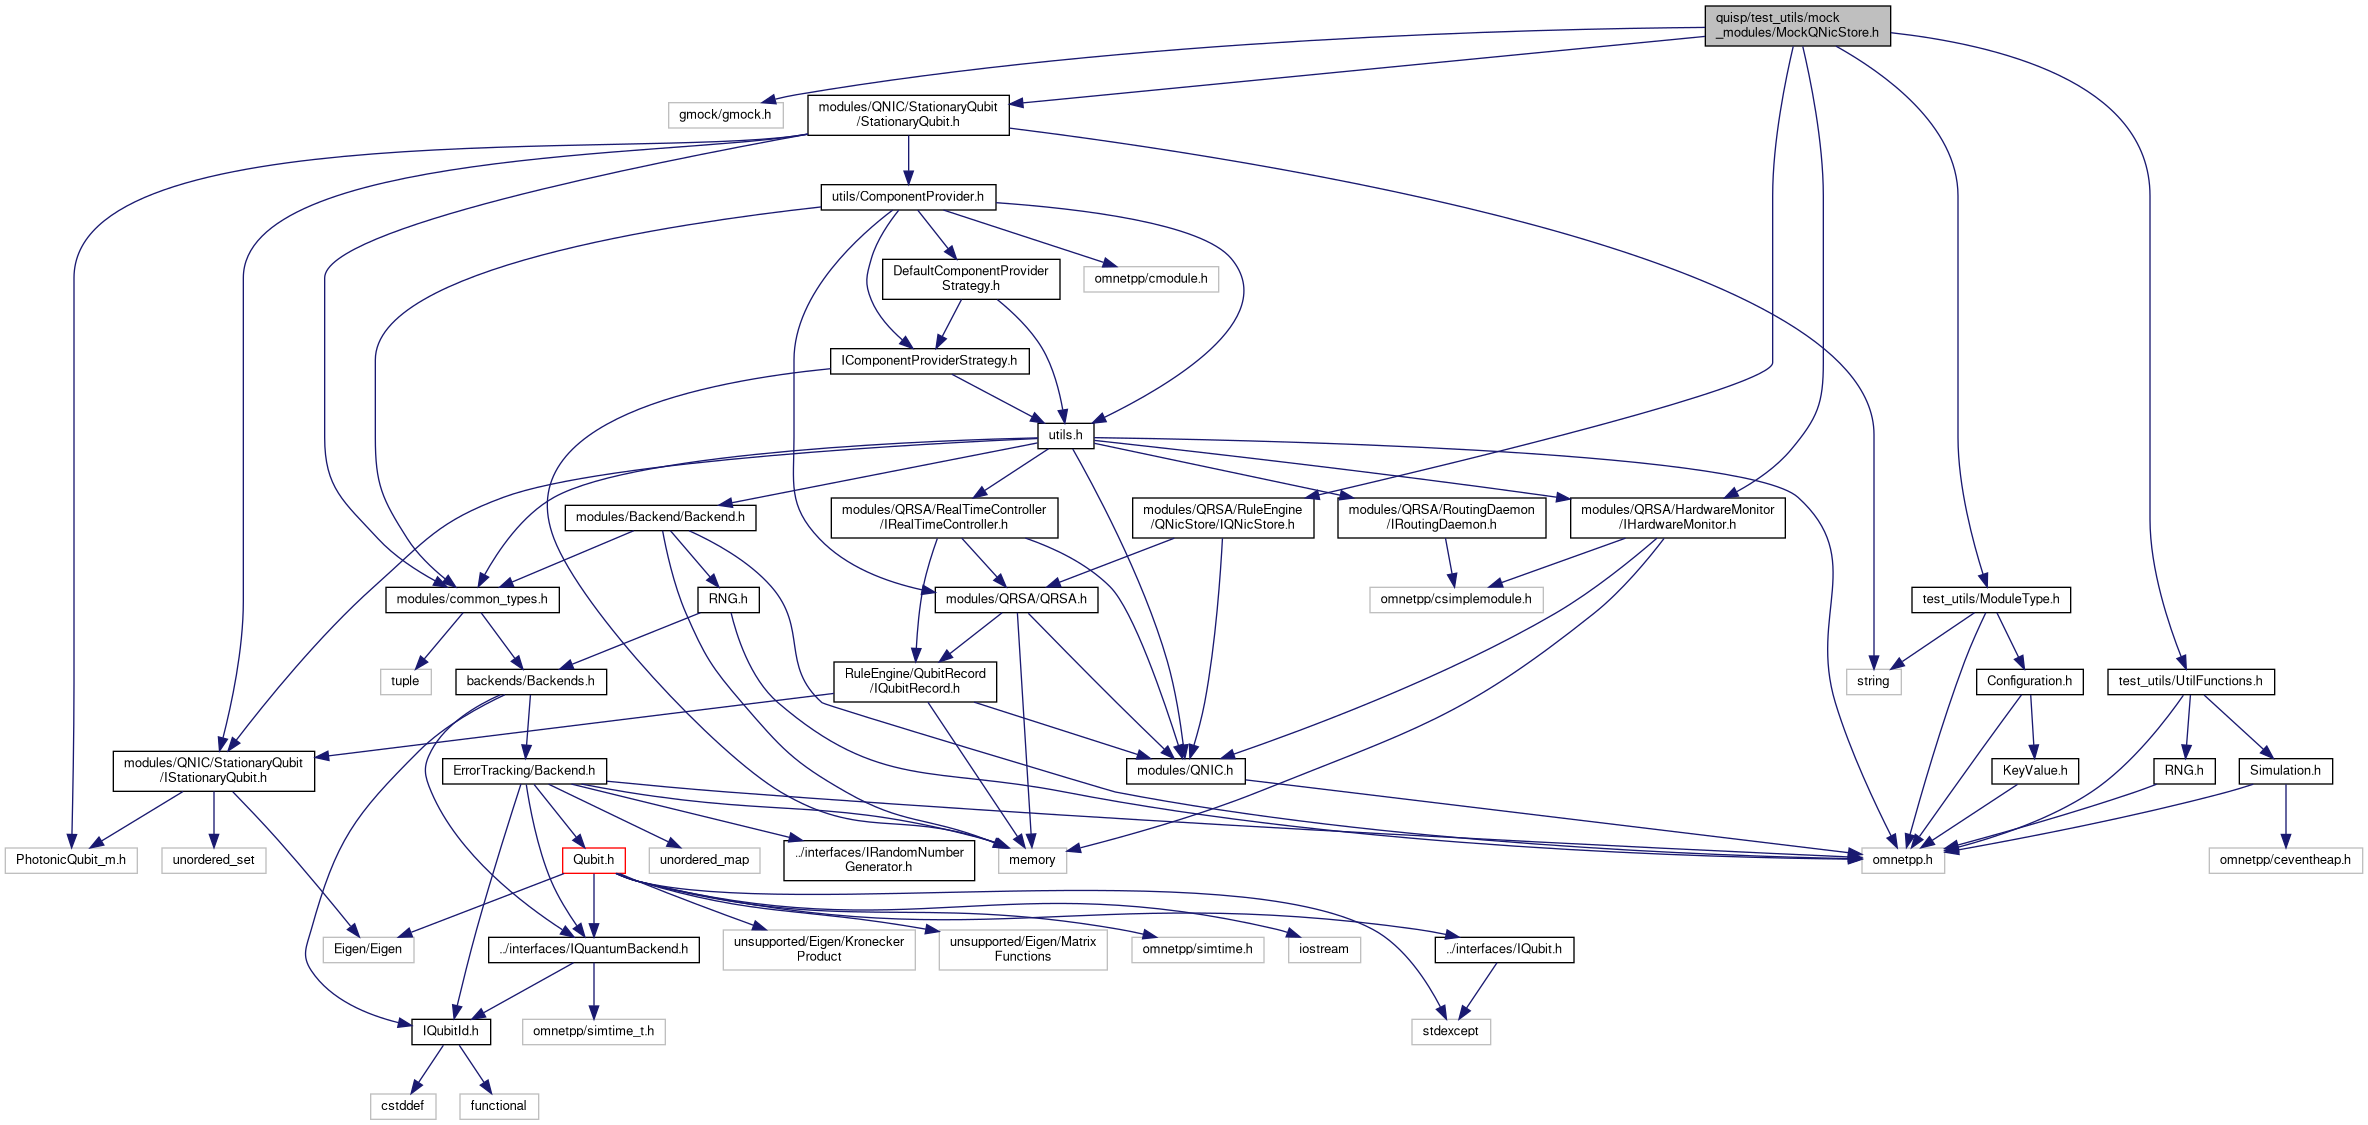 quisp/test_utils/mock
_modules/MockQNicStore.h
gmock/gmock.h
modules/QNIC/StationaryQubit
/StationaryQubit.h
utils/ComponentProvider.h
DefaultComponentProvider
Strategy.h
omnetpp/cmodule.h
IComponentProviderStrategy.h
utils.h
modules/Backend/Backend.h
modules/QRSA/RealTimeController
/IRealTimeController.h
modules/QRSA/RuleEngine
/QNicStore/IQNicStore.h
modules/QRSA/RoutingDaemon
/IRoutingDaemon.h
modules/QRSA/HardwareMonitor
/IHardwareMonitor.h
modules/common_types.h
RNG.h
modules/QRSA/QRSA.h
omnetpp/csimplemodule.h
test_utils/ModuleType.h
tuple
backends/Backends.h
RuleEngine/QubitRecord
/IQubitRecord.h
string
Configuration.h
test_utils/UtilFunctions.h
modules/QNIC/StationaryQubit
/IStationaryQubit.h
ErrorTracking/Backend.h
modules/QNIC.h
KeyValue.h
RNG.h
Simulation.h
PhotonicQubit_m.h
unordered_set
Qubit.h
unordered_map
../interfaces/IRandomNumber
Generator.h
memory
omnetpp.h
omnetpp/ceventheap.h
Eigen/Eigen
../interfaces/IQuantumBackend.h
unsupported/Eigen/Kronecker
Product
unsupported/Eigen/Matrix
Functions
omnetpp/simtime.h
iostream
../interfaces/IQubit.h
IQubitId.h
omnetpp/simtime_t.h
stdexcept
cstddef
functional